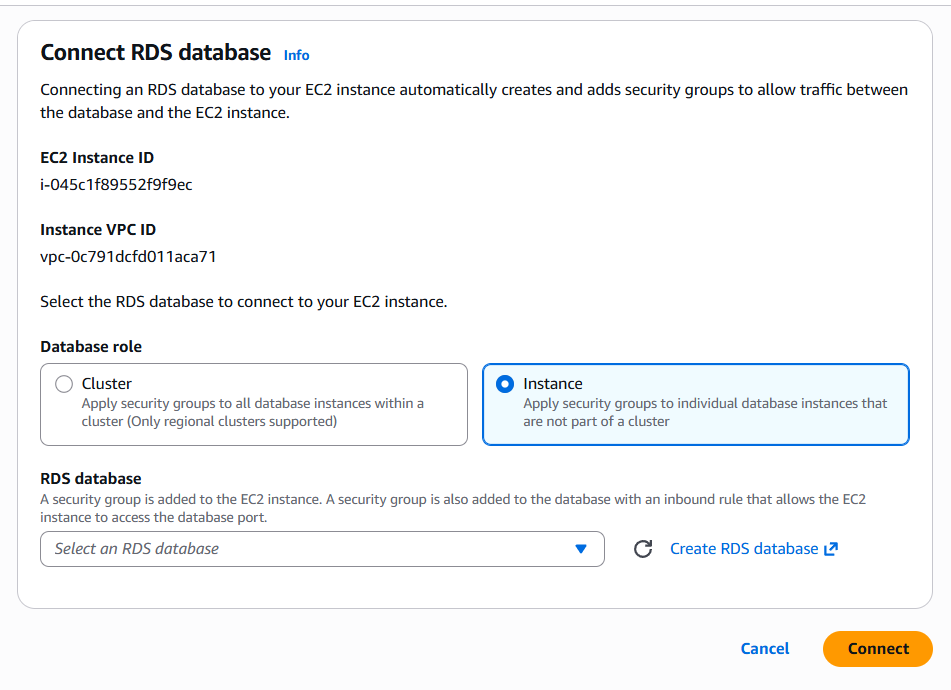 Connect RDS database Info
Connecting an RDS database to your EC2 instance automatically creates and adds security groups to allow traffic between
the database and the EC2 instance.
EC2 Instance ID
i-045c1f89552f9f9ec
Instance VPC ID
vpc-0c791dcfd011aca71
Select the RDS database to connect to your EC2 instance.
Database role
Cluster
Apply security groups to all database instances within a
cluster (Only regional clusters supported)
Instance
Apply security groups to individual database instances that
are not part of a cluster
RDS database
A security group is added to the EC2 instance. A security group is also added to the database with an inbound rule that allows the EC2
instance to access the database port.
Select an RDS database
Create RDS database
Cancel
Connect